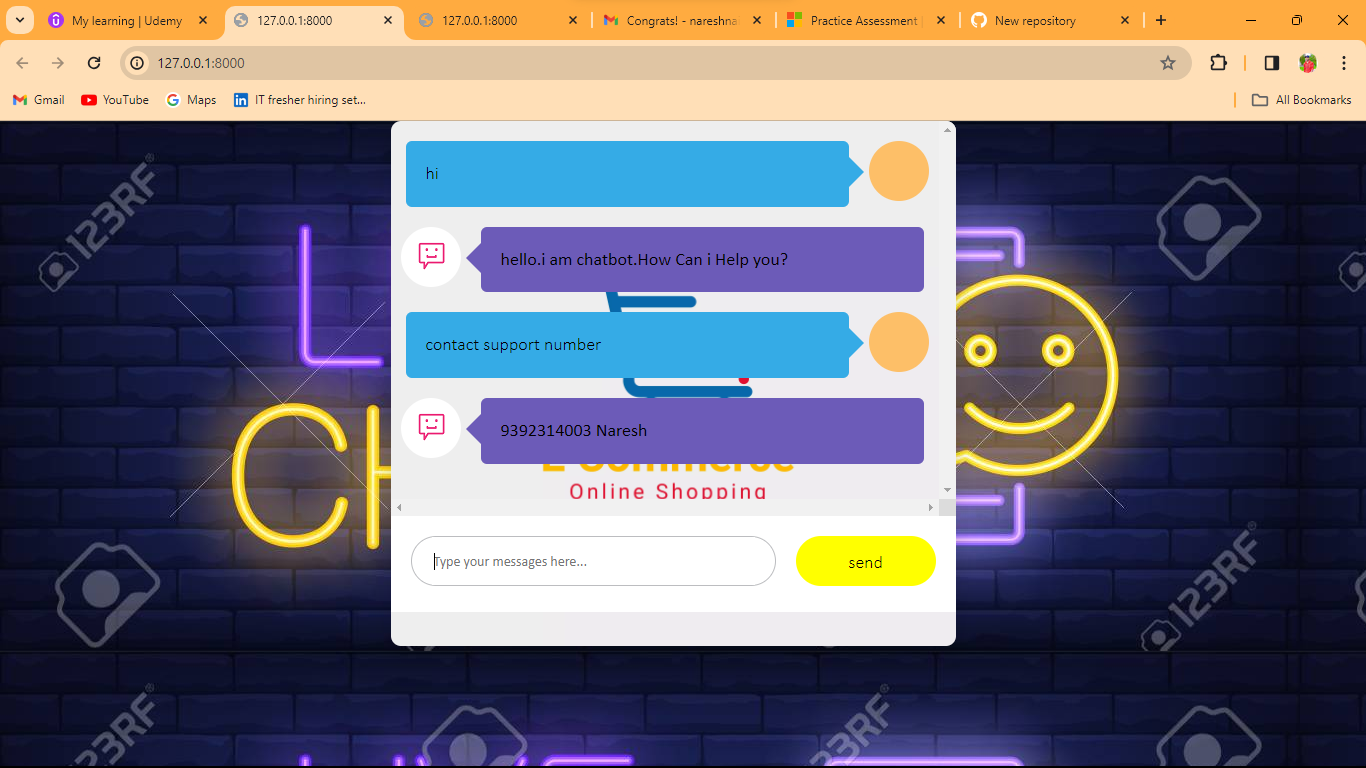 My learning | Udemy
127.0.0.1:8000
127.0.0.1:8000
Congrats! - nareshna
Practice Assessment
New repository
127.0.0.1:8000
Gmail
YouTube
Maps
IT fresher hiring set...
All Bookmarks
hi
hello.i am chatbot.How Can i Help you?
contact support number
9392314003 Naresh
E-Commerce
Online Shopping
Type your messages here...
send
L
CH
123RF
123RF
123RF
123RF
123RF